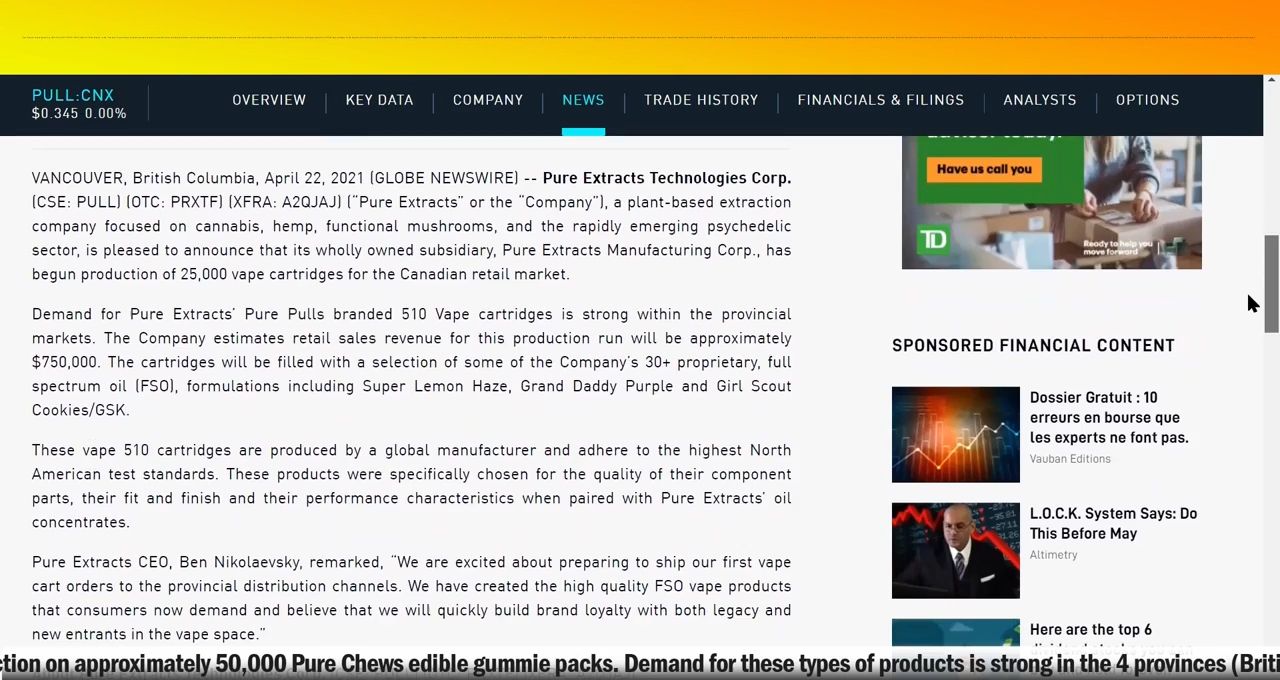 PULL:CNX
$0.345 0.00%
OVERVIEW
KEY DATA
COMPANY
NEWS
TRADE HISTORY
FINANCIALS & FILINGS
ANALYSTS
OPTIONS
VANCOUVER, British Columbia, April 22, 2021 (GLOBE NEWSWIRE) -- Pure Extracts Technologies Corp.
(CSE: PULL) (OTC: PRXTF) (XFRA: A2QJAJ) (“Pure Extracts” or the “Company”), a plant-based extraction
company focused on cannabis, hemp, functional mushrooms, and the rapidly emerging psychedelic
sector, is pleased to announce that its wholly owned subsidiary, Pure Extracts Manufacturing Corp., has
begun production of 25,000 vape cartridges for the Canadian retail market.
Demand for Pure Extracts’ Pure Pulls branded 510 Vape cartridges is strong within the provincial
markets. The Company estimates retail sales revenue for this production run will be approximately
$750,000. The cartridges will be filled with a selection of some of the Company’s 30+ proprietary, full
spectrum oil (FSO), formulations including Super Lemon Haze, Grand Daddy Purple and Girl Scout
Cookies/GSK.
These vape 510 cartridges are produced by a global manufacturer and adhere to the highest North
American test standards. These products were specifically chosen for the quality of their component
parts, their fit and finish and their performance characteristics when paired with Pure Extracts’ oil
concentrates.
Pure Extracts CEO, Ben Nikolaevsky, remarked, “We are excited about preparing to ship our first vape
cart orders to the provincial distribution channels. We have created the high quality FSO vape products
that consumers now demand and believe that we will quickly build brand loyalty with both legacy and
new entrants in the vape space.”
Have us call you
TD
Ready to help you
move forward
SPONSORED FINANCIAL CONTENT
Dossier Gratuit : 10
erreurs en bourse que
les experts ne font pas.
Vauban Editions
L.O.C.K. System Says: Do
This Before May
Altimetry
Here are the top 6
ction on approximately 50,000 Pure Chews edible gummie packs. Demand for these types of products is strong in the 4 provinces (Briti